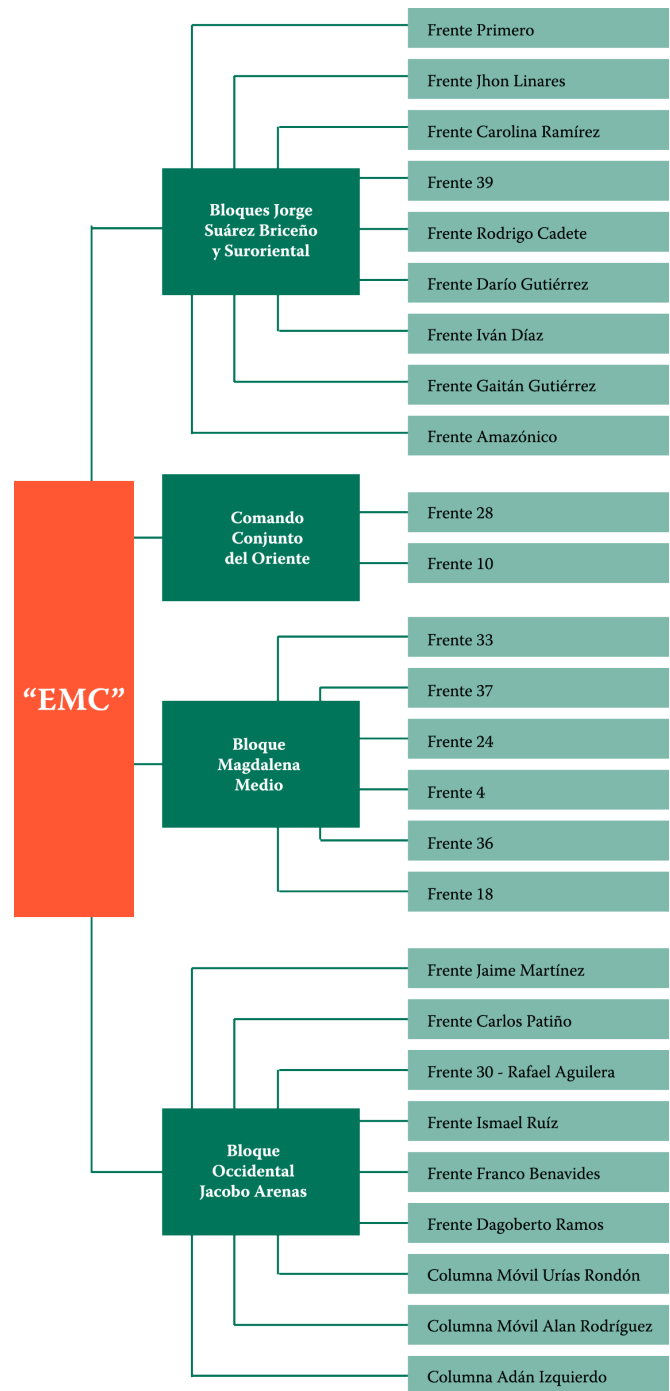 Frente Primero
Frente Jhon Linares
Frente Carolina Ramírez
Bloques Jorge
Suárez Briceño
y Suroriental
Frente 39
Frente Rodrigo Cadete
Frente Darío Gutiérrez
Frente Iván Díaz
Frente Gaitán Gutiérrez
Frente Amazónico
“EMC”
Comando
Conjunto
del Oriente
Frente 28
Frente 10
Bloque
Magdalena
Medio
Frente 33
Frente 37
Frente 24
Frente 4
Frente 36
Frente 18
Bloque
Occidental
Jacobo Arenas
Frente Jaime Martínez
Frente Carlos Patiño
Frente 30 - Rafael Aguilera
Frente Ismael Ruíz
Frente Franco Benavides
Frente Dagoberto Ramos
Columna Móvil Urías Rondón
Columna Móvil Alan Rodríguez
Columna Adán Izquierdo